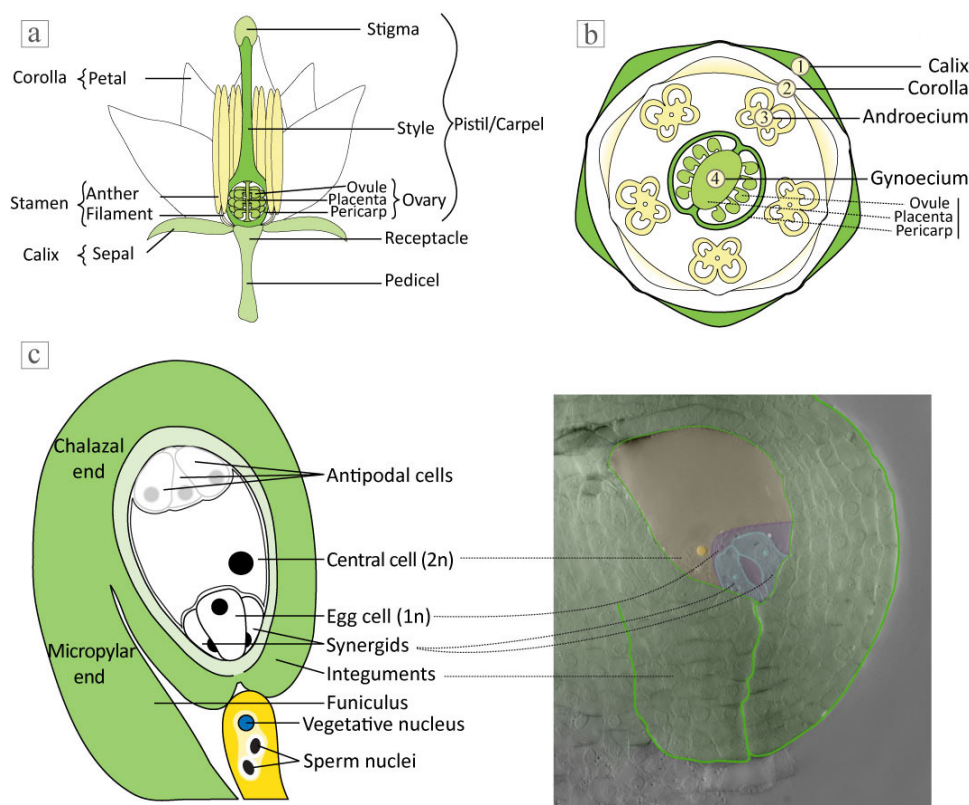 a
Stigma
Corolla { Petal
Style
Pistil/Carpel
Stamen { Anther
Filament
Ovule
Placenta
Pericarp
} Ovary
Calix { Sepal
Receptacle
Pedicel
b
1
Calix
2
Corolla
3
Androecium
4
Gynoecium
Ovule
Placenta
Pericarp
c
Chalazal
end
Antipodal cells
Central cell (2n)
Egg cell (1n)
Synergids
Micropylar
end
Integuments
Funiculus
Vegetative nucleus
Sperm nuclei